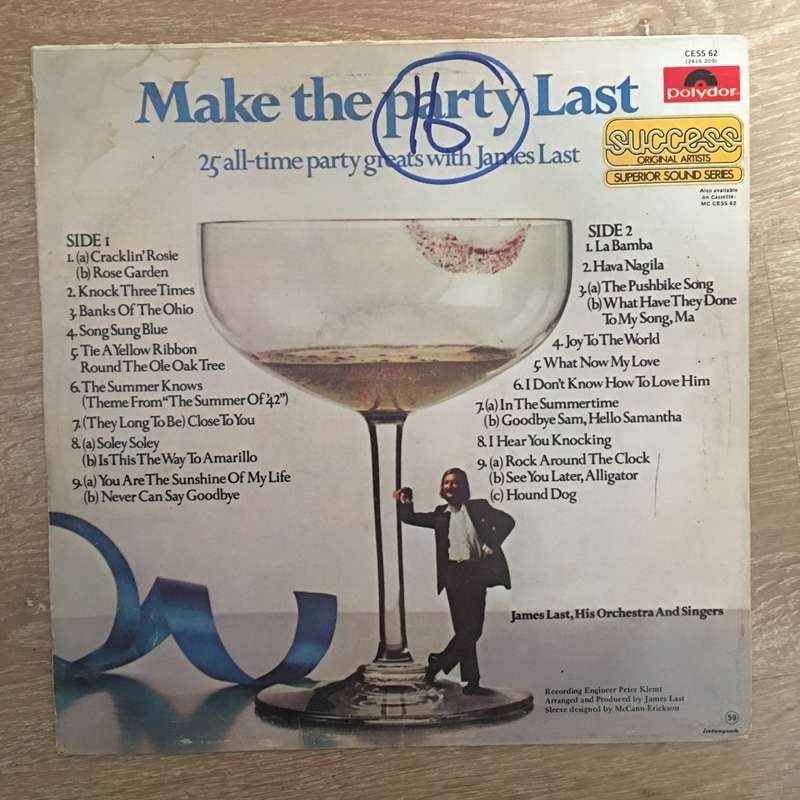 CESS 62
(2416 209)
polydor
Make the party Last
16
25 all-time party greats with James Last
success
ORIGINAL ARTISTS
SUPERIOR SOUND SERIES
Also available
on Cassette:
MC CESS 62
SIDE 1
1. (a) Cracklin' Rosie
(b) Rose Garden
2. Knock Three Times
3. Banks Of The Ohio
4. Song Sung Blue
5. Tie A Yellow Ribbon
Round The Ole Oak Tree
6. The Summer Knows
(Theme From "The Summer Of '42")
7. (They Long To Be) Close To You
8. (a) Soley Soley
(b) Is This The Way To Amarillo
9. (a) You Are The Sunshine Of My Life
(b) Never Can Say Goodbye
SIDE 2
1. La Bamba
2. Hava Nagila
3. (a) The Pushbike Song
(b) What Have They Done
To My Song, Ma
4. Joy To The World
5. What Now My Love
6. I Don't Know How To Love Him
7. (a) In The Summertime
(b) Goodbye Sam, Hello Samantha
8. I Hear You Knocking
9. (a) Rock Around The Clock
(b) See You Later, Alligator
(c) Hound Dog
James Last, His Orchestra And Singers
Recording Engineer Peter Klemt
Arranged and Produced by James Last
Sleeve designed by McCann-Erickson
59